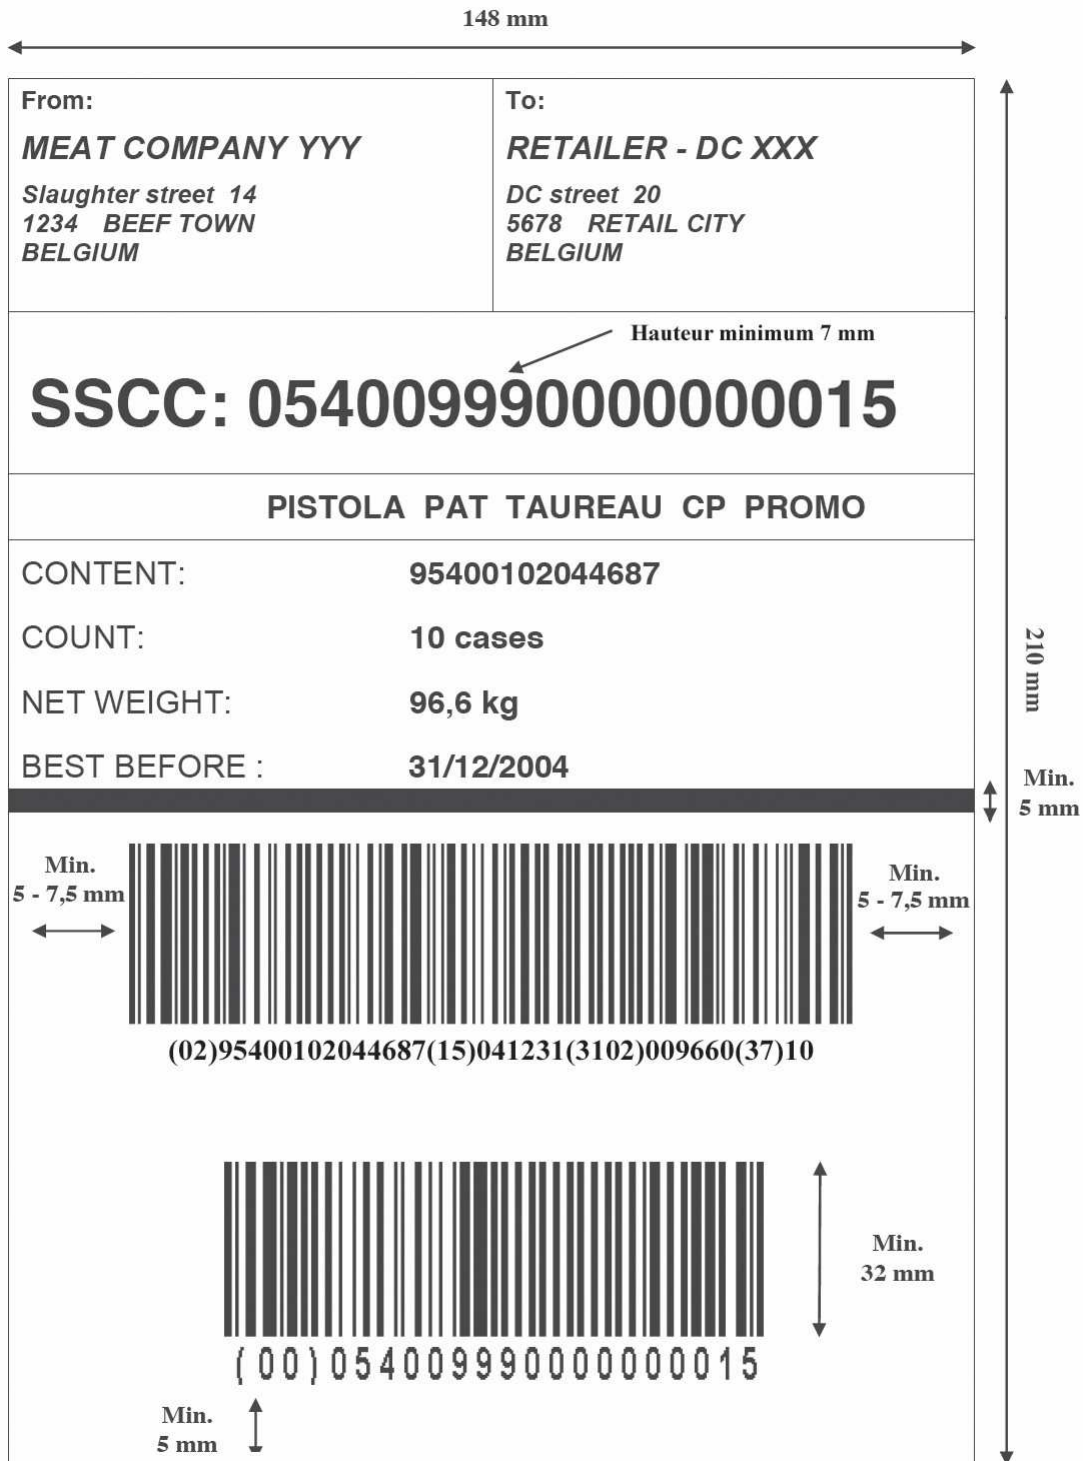 148 mm
From:
MEAT COMPANY YYY
Slaughter street 14
1234 BEEF TOWN
BELGIUM
To:
RETAILER - DC XXX
DC street 20
5678 RETAIL CITY
BELGIUM
Hauteur minimum 7 mm
SSCC: 054009990000000015
PISTOLA PAT TAUREAU CP PROMO
CONTENT: 95400102044687
COUNT: 10 cases
NET WEIGHT: 96,6 kg
BEST BEFORE : 31/12/2004
210 mm
Min.
5 mm
Min.
5 - 7,5 mm
Min.
5 - 7,5 mm
(02)95400102044687(15)041231(3102)009660(37)10
Min.
32 mm
(00)054009990000000015
Min.
5 mm